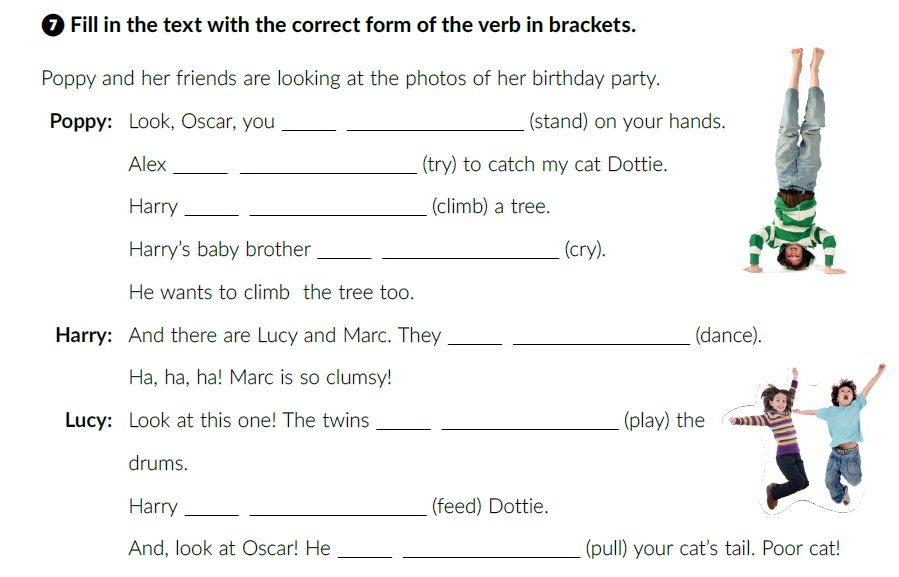 7 Fill in the text with the correct form of the verb in brackets.
Poppy and her friends are looking at the photos of her birthday party.
Poppy: Look, Oscar, you _____ _________________ (stand) on your hands.
Alex _____ _________________ (try) to catch my cat Dottie.
Harry _____ _________________ (climb) a tree.
Harry's baby brother _____ _________________ (cry).
He wants to climb the tree too.
Harry: And there are Lucy and Marc. They _____ _________________ (dance).
Ha, ha, ha! Marc is so clumsy!
Lucy: Look at this one! The twins _____ _________________ (play) the
drums.
Harry _____ _________________ (feed) Dottie.
And, look at Oscar! He _____ _________________ (pull) your cat's tail. Poor cat!